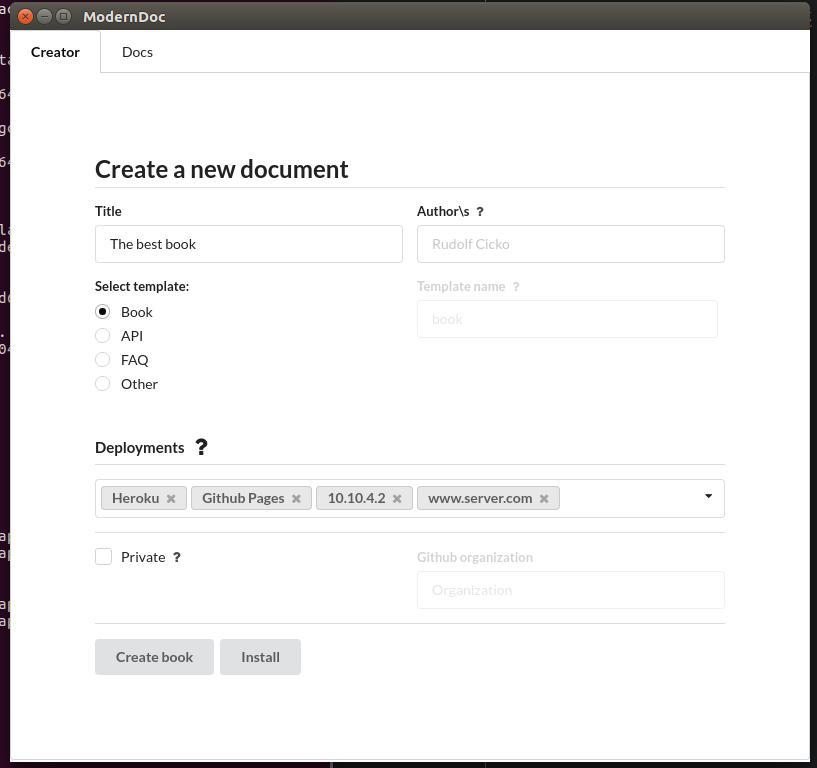 ModernDoc
Creator Docs
Create a new document
Title Author\s ?
The best book Rudolf Cicko
Select template: Template name ?
Book book
API
FAQ
Other
Deployments ?
Heroku Github Pages 10.10.4.2 www.server.com
Private ? Github organization
Organization
Create book Install